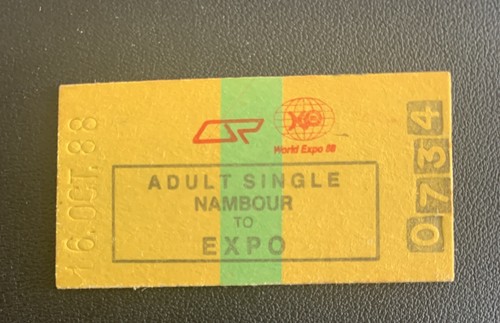 16.OCT.88
QR
World Expo 88
ADULT SINGLE
NAMBOUR
TO
EXPO
0734